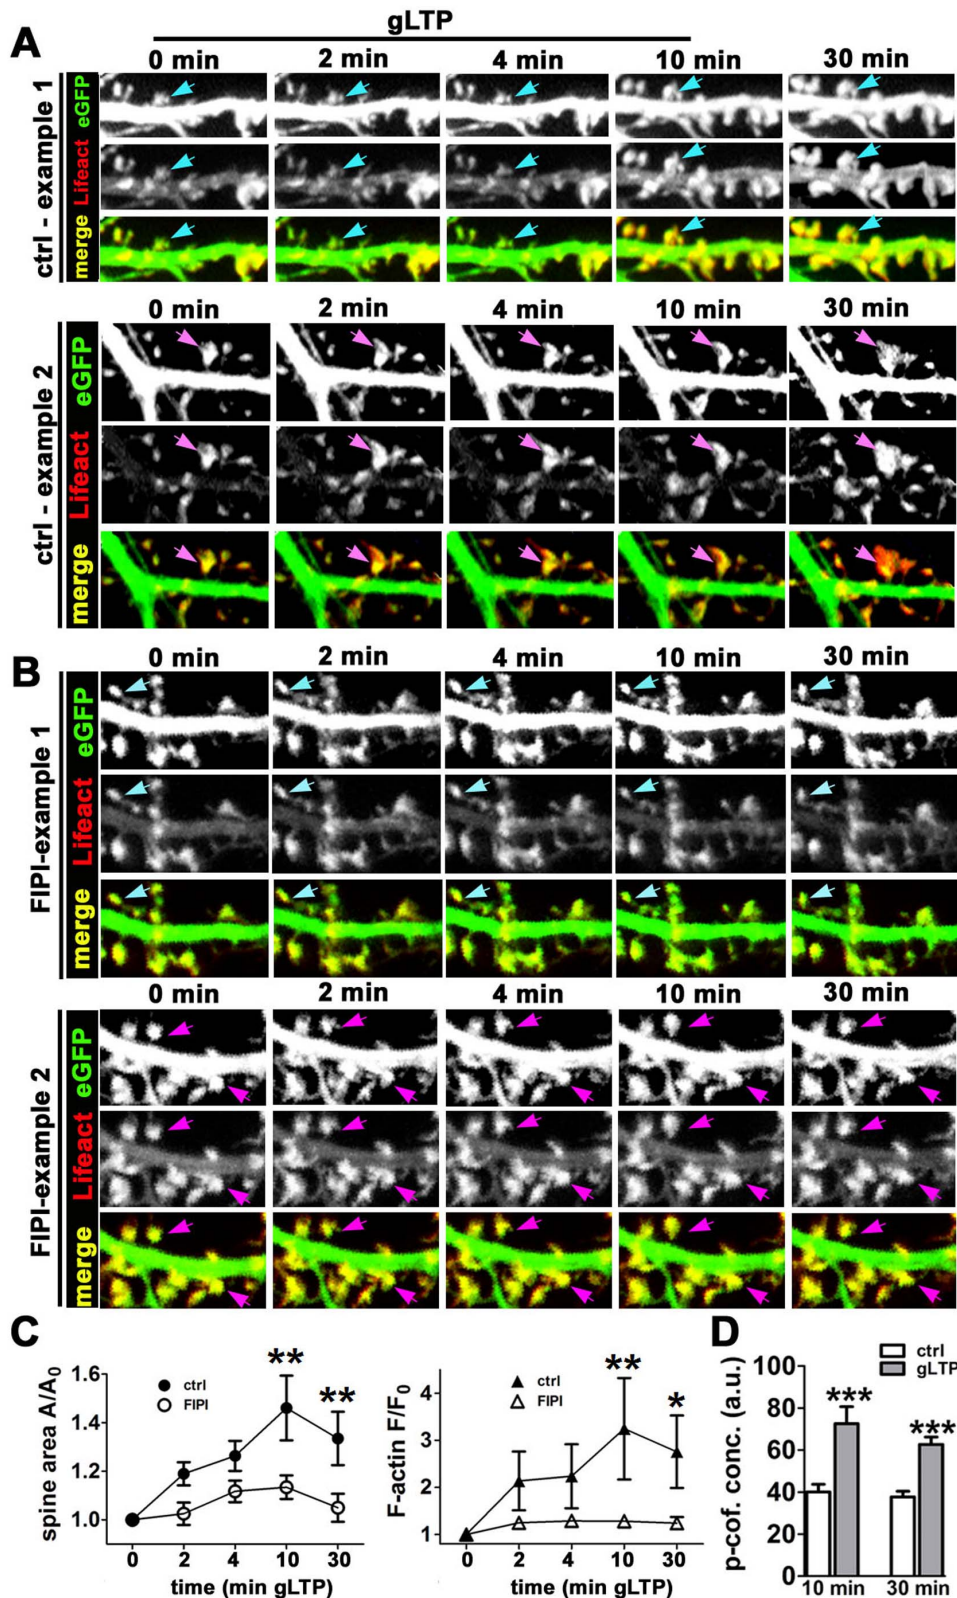 A
gLTP
0 min 2 min 4 min 10 min 30 min
ctrl - example 1
eGFP
Lifeact
merge
0 min 2 min 4 min 10 min 30 min
ctrl - example 2
eGFP
Lifeact
merge
B
0 min 2 min 4 min 10 min 30 min
FIPI-example 1
eGFP
Lifeact
merge
0 min 2 min 4 min 10 min 30 min
FIPI-example 2
eGFP
Lifeact
merge
C
spine area A/A0
1.6
1.4
1.2
1.0
ctrl
FIPI
**
**
0 2 4 10 30
time (min gLTP)
F-actin F/F0
4
3
2
1
ctrl
FIPI
**
*
0 2 4 10 30
time (min gLTP)
D
ctrl
gLTP
p-cof. conc. (a.u.)
100
80
60
40
20
0
***
***
10 min 30 min